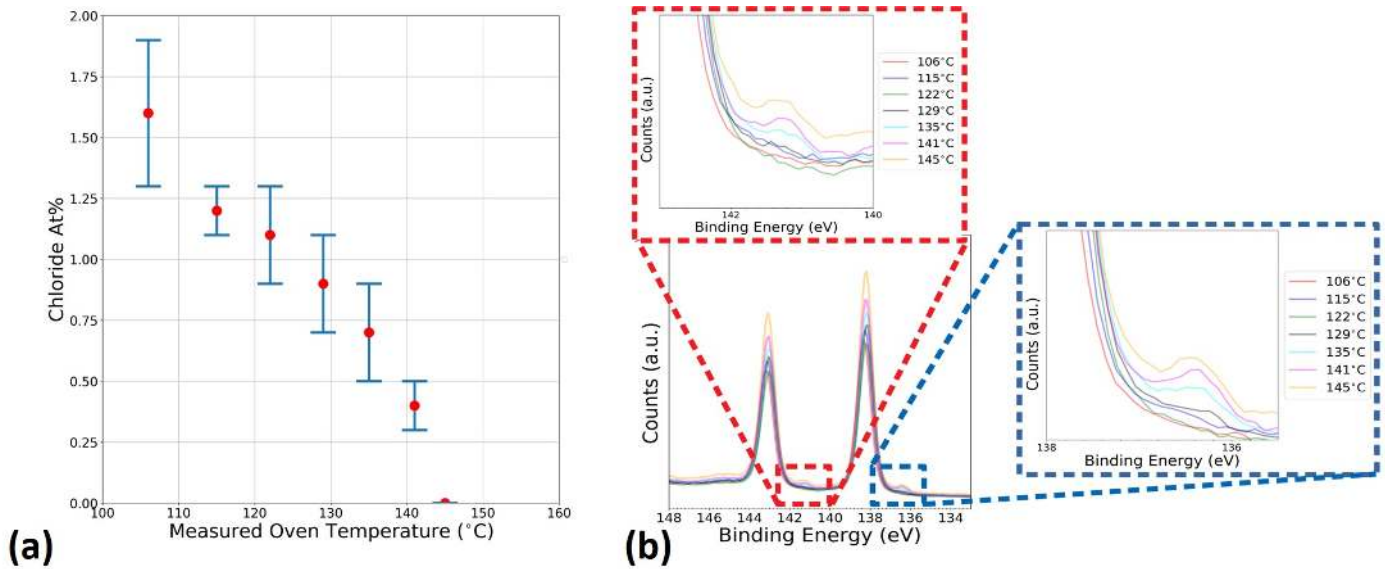 2.00
1.75
1.50
1.25
1.00
0.75
0.50
0.25
0.00
Chloride At%
100 110 120 130 140 150 160
Measured Oven Temperature (°C)
(a)
Counts (a.u.)
142 140
Binding Energy (eV)
106°C
115°C
122°C
129°C
135°C
141°C
145°C
Counts (a.u.)
148 146 144 142 140 138 136 134
Binding Energy (eV)
(b)
Counts (a.u.)
138 136
Binding Energy (eV)
106°C
115°C
122°C
129°C
135°C
141°C
145°C